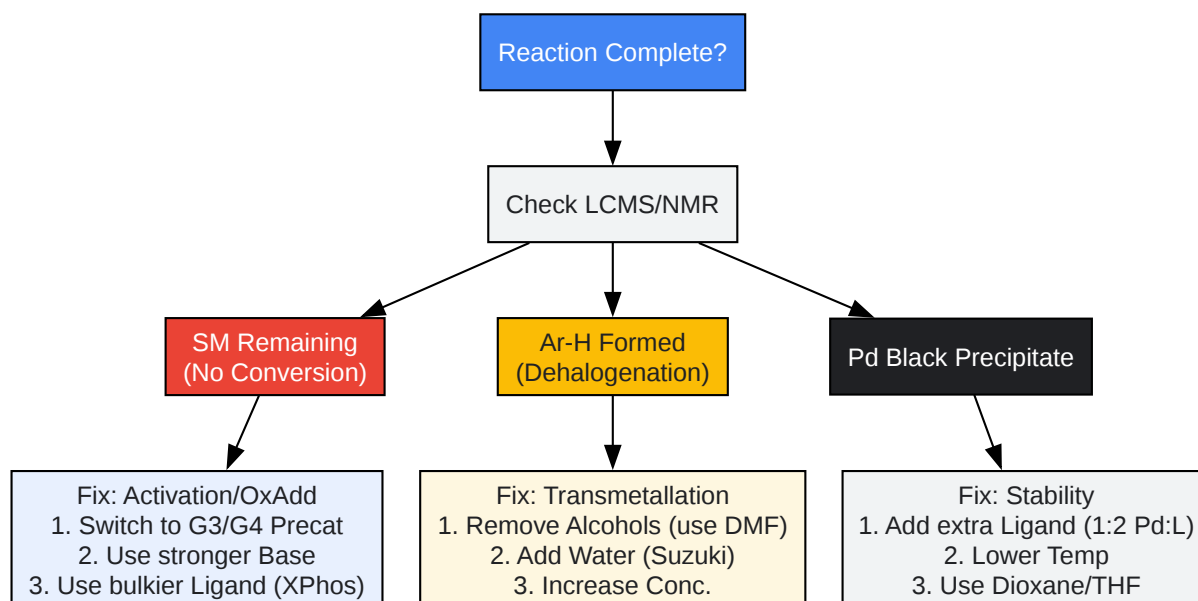 Reaction Complete?
Check LCMS/NMR
SM Remaining
(No Conversion)
Ar-H Formed
(Dehalogenation)
Pd Black Precipitate
Fix: Activation/OxAdd
1. Switch to G3/G4 Precat
2. Use stronger Base
3. Use bulkier Ligand (XPhos)
Fix: Transmetallation
1. Remove Alcohols (use DMF)
2. Add Water (Suzuki)
3. Increase Conc.
Fix: Stability
1. Add extra Ligand (1:2 Pd:L)
2. Lower Temp
3. Use Dioxane/THF